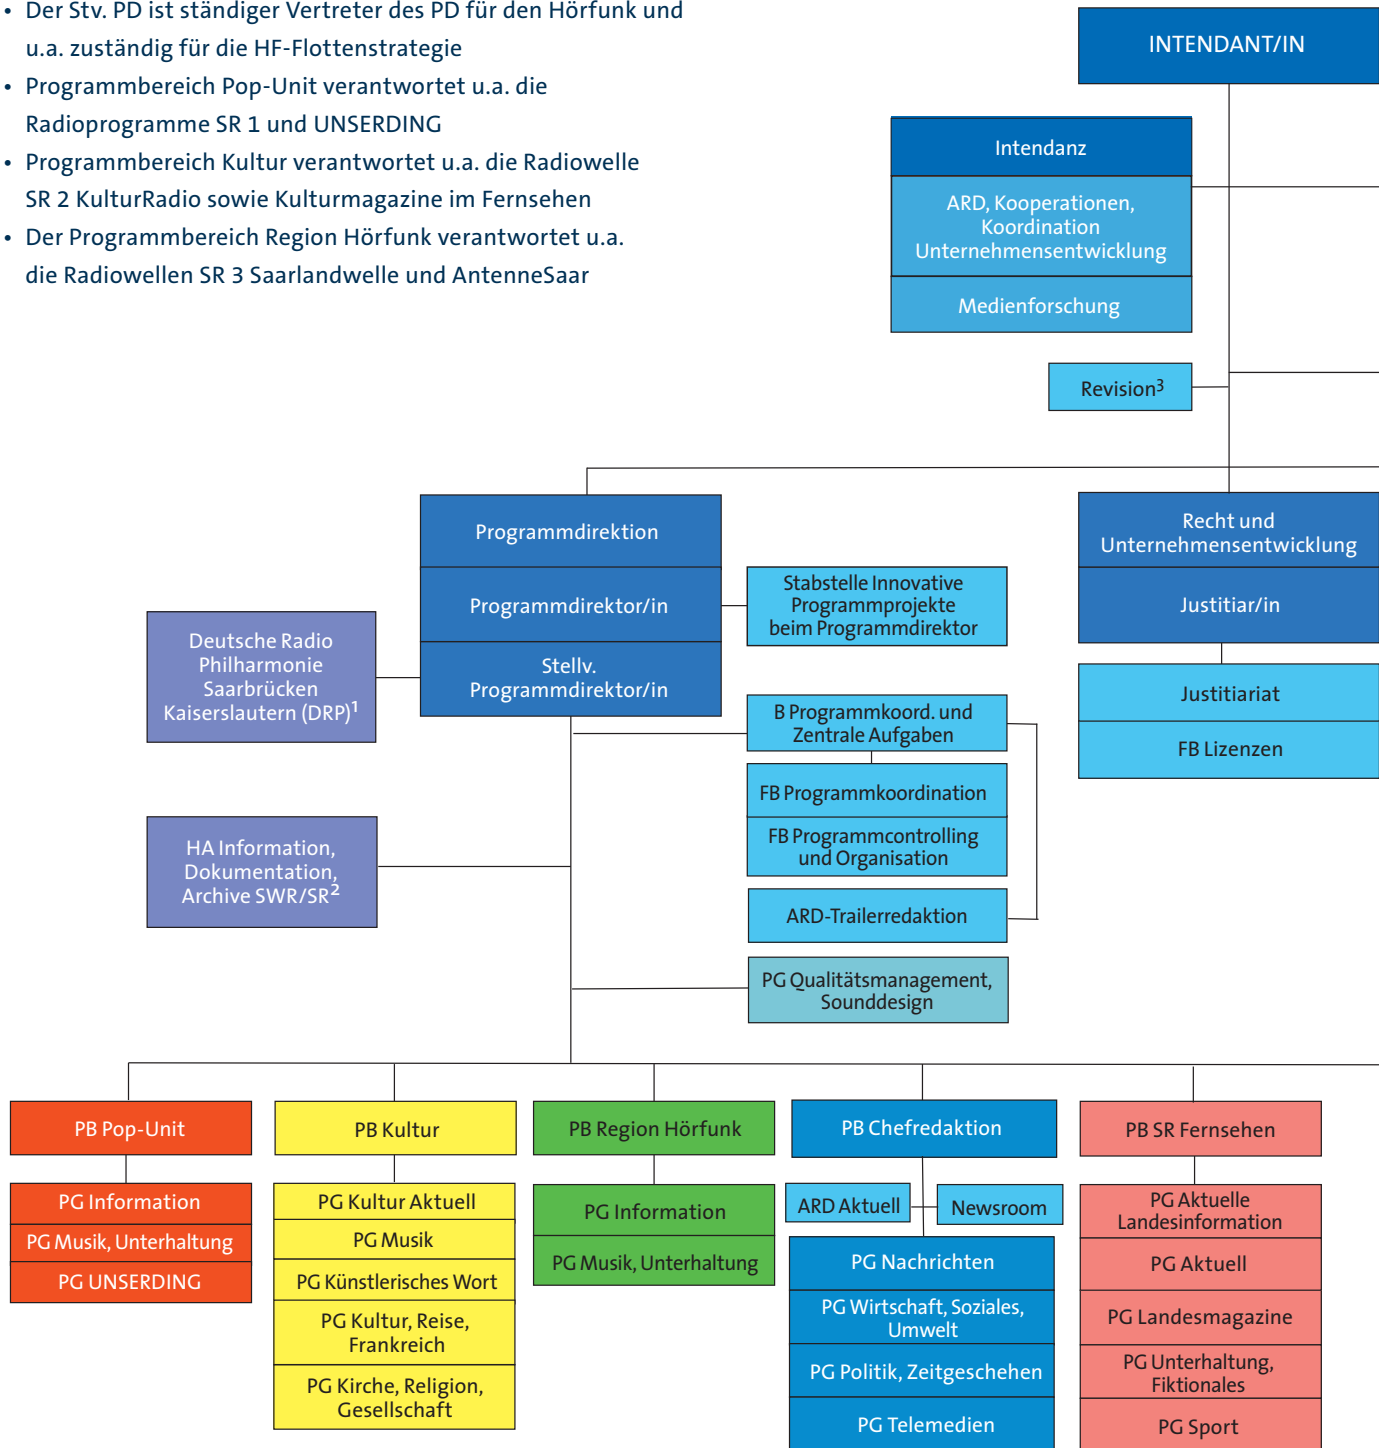 • Der Stv. PD ist ständiger Vertreter des PD für den Hörfunk und
u.a. zuständig für die HF-Flottenstrategie
• Programmbereich Pop-Unit verantwortet u.a. die
Radioprogramme SR 1 und UNSERDING
• Programmbereich Kultur verantwortet u.a. die Radiowelle
SR 2 KulturRadio sowie Kulturmagazine im Fernsehen
• Der Programmbereich Region Hörfunk verantwortet u.a.
die Radiowellen SR 3 Saarlandwelle und AntenneSaar
INTENDANT/IN
Intendanz
ARD, Kooperationen,
Koordination
Unternehmensentwicklung
Medienforschung
Revision³
Programmdirektion
Programmdirektor/in
Stellv.
Programmdirektor/in
Stabstelle Innovative
Programmprojekte
beim Programmdirektor
Recht und
Unternehmensentwicklung
Justitiar/in
Justitiariat
FB Lizenzen
Deutsche Radio
Philharmonie
Saarbrücken
Kaiserslautern (DRP)¹
B Programmkoord. und
Zentrale Aufgaben
FB Programmkoordination
FB Programmcontrolling
und Organisation
ARD-Trailerredaktion
HA Information,
Dokumentation,
Archive SWR/SR²
PG Qualitätsmanagement,
Sounddesign
PB Pop-Unit
PG Information
PG Musik, Unterhaltung
PG UNSERDING
PB Kultur
PG Kultur Aktuell
PG Musik
PG Künstlerisches Wort
PG Kultur, Reise,
Frankreich
PG Kirche, Religion,
Gesellschaft
PB Region Hörfunk
PG Information
PG Musik, Unterhaltung
PB Chefredaktion
ARD Aktuell
Newsroom
PG Nachrichten
PG Wirtschaft, Soziales,
Umwelt
PG Politik, Zeitgeschehen
PG Telemedien
PB SR Fernsehen
PG Aktuelle
Landesinformation
PG Aktuell
PG Landesmagazine
PG Unterhaltung,
Fiktionales
PG Sport